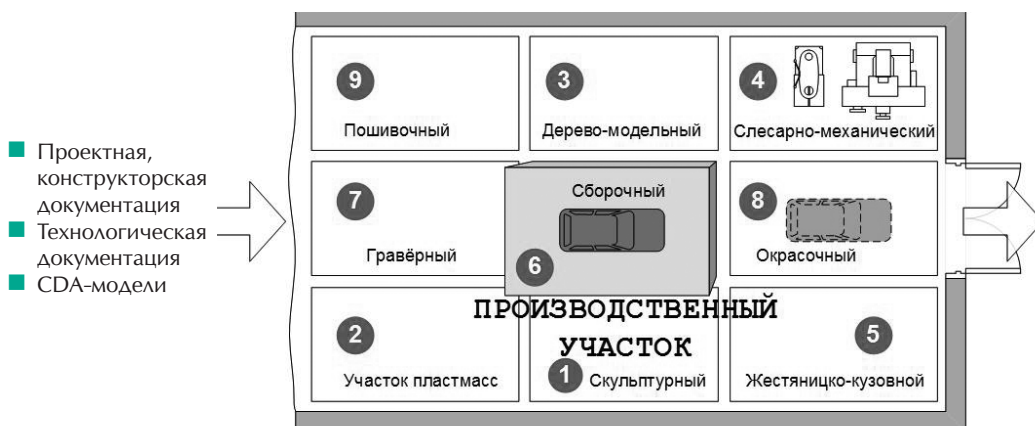 Проектная,
конструкторская
документация
Технологическая
документация
CDA-модели
9
Пошивочный
3
Дерево-модельный
4
Слесарно-механический
7
Гравёрный
Сборочный
6
8
Окрасочный
ПРОИЗВОДСТВЕННЫЙ
УЧАСТОК
2
Участок пластмасс
1
Скульптурный
5
Жестяницко-кузовной